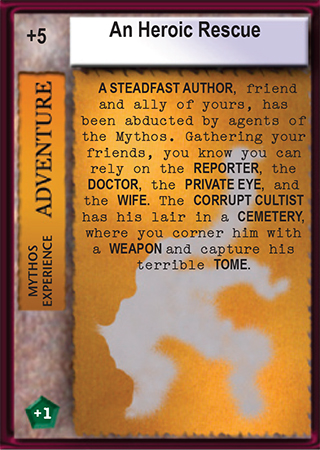 +5
An Heroic Rescue
MYTHOS
EXPERIENCE
ADVENTURE
A STEADFAST AUTHOR, friend
and ally of yours, has
been abducted by agents of
the Mythos. Gathering your
friends, you know you can
rely on the REPORTER, the
DOCTOR, the PRIVATE EYE, and
the WIFE. The CORRUPT CULTIST
has his lair in a CEMETERY,
where you corner him with
a WEAPON and capture his
terrible TOME.
+1